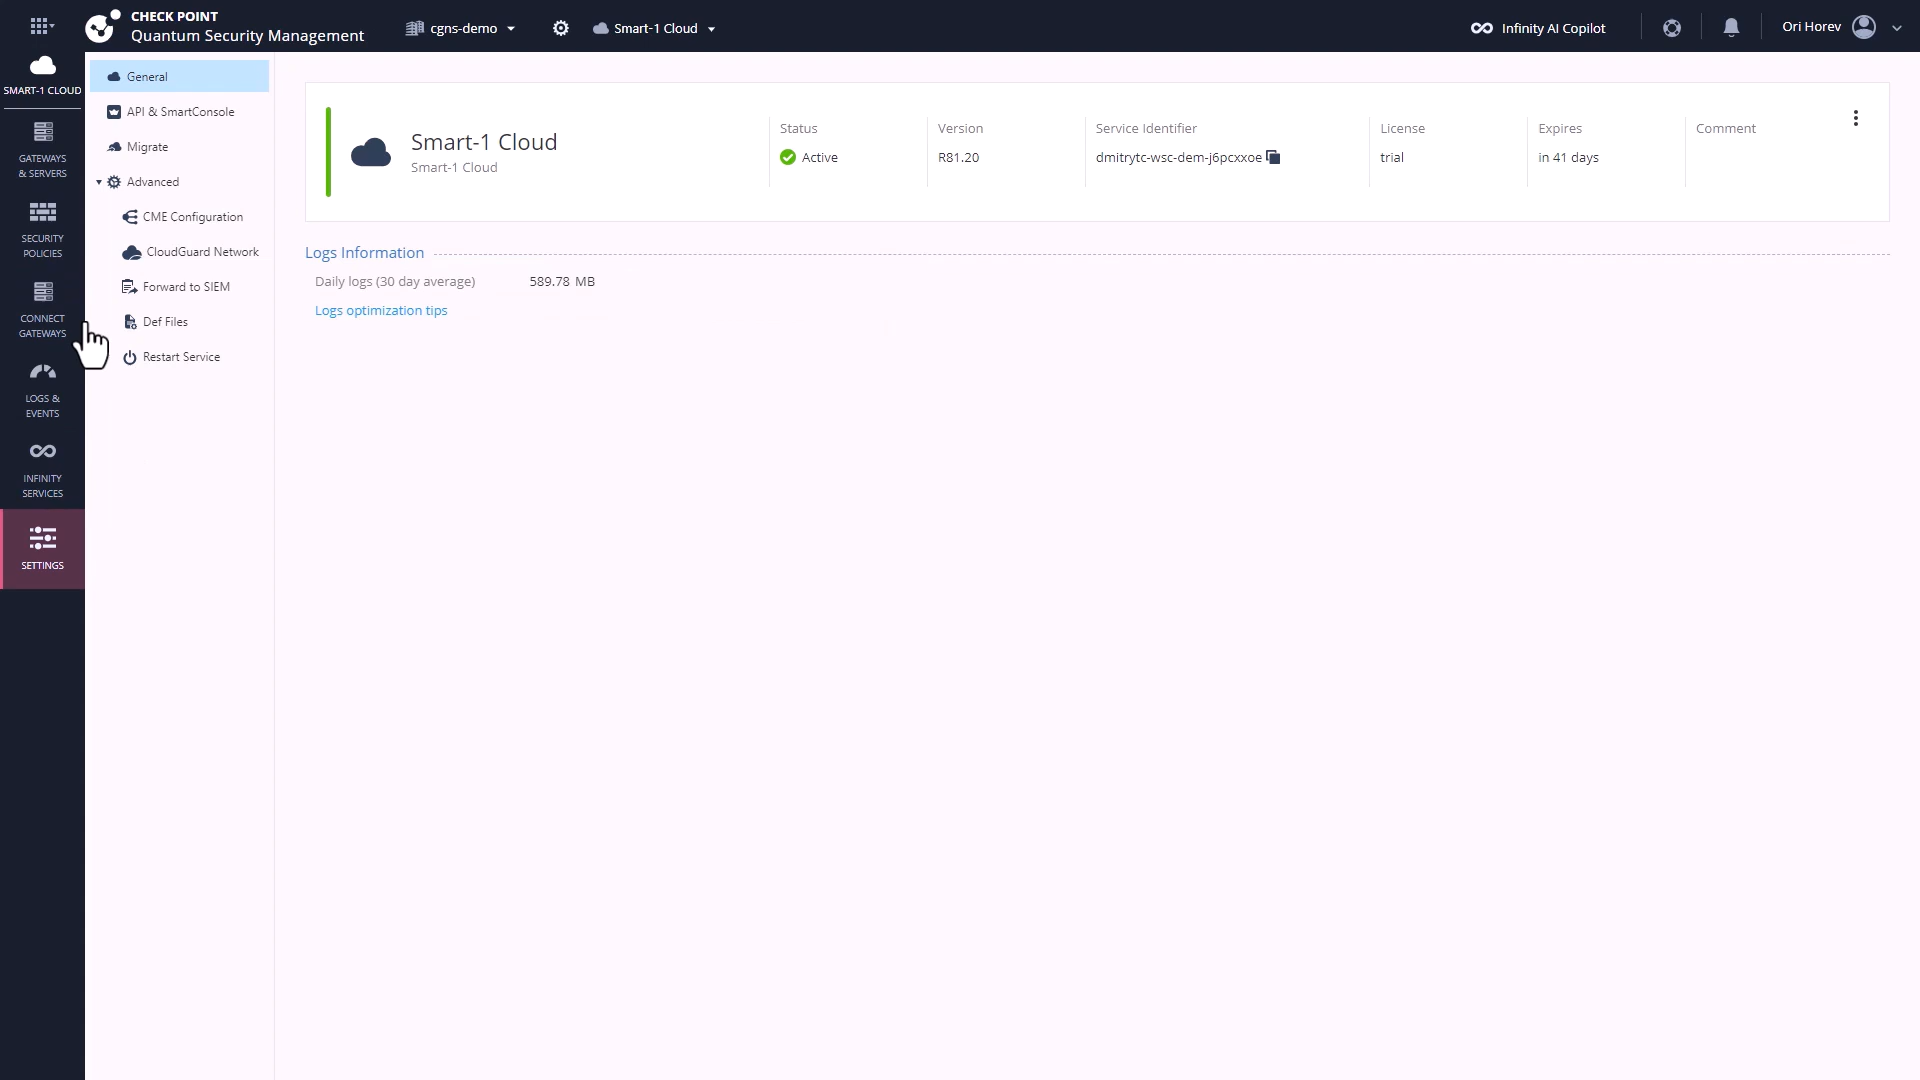 CHECK POINT
Quantum Security Management
cgns-demo
Smart-1 Cloud
Infinity AI Copilot
Ori Horev
SMART-1 CLOUD
GATEWAYS
& SERVERS
SECURITY
POLICIES
CONNECT
GATEWAYS
LOGS &
EVENTS
INFINITY
SERVICES
SETTINGS
General
API & SmartConsole
Migrate
Advanced
CME Configuration
CloudGuard Network
Forward to SIEM
Def Files
Restart Service
Smart-1 Cloud
Smart-1 Cloud
Status
Active
Version
R81.20
Service Identifier
dmitrytc-wsc-dem-j6pcxxoe
License
trial
Expires
in 41 days
Comment
Logs Information
Daily logs (30 day average) 589.78 MB
Logs optimization tips